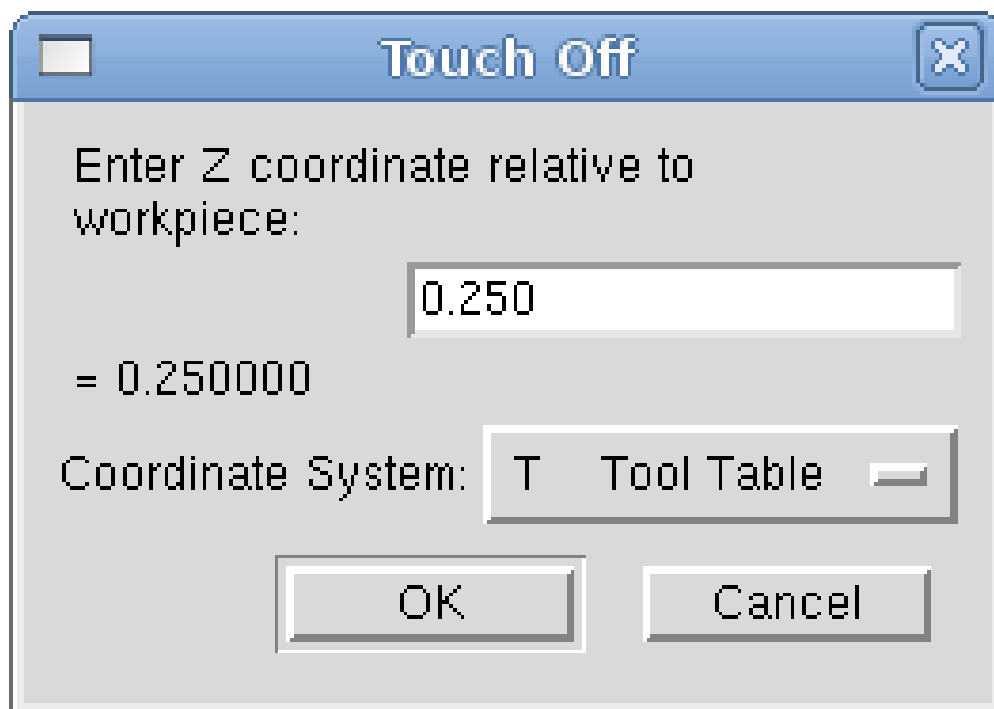 Touch Off
Enter Z coordinate relative to
workpiece:
0.250
= 0.250000
Coordinate System: T Tool Table
OK Cancel